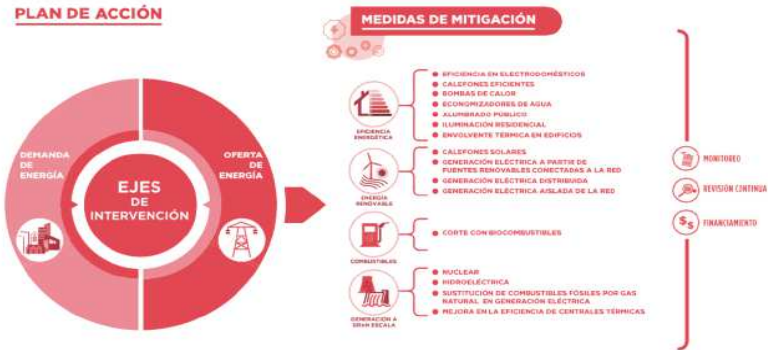 PLAN DE ACCIÓN
DEMANDA
DE
ENERGÍA
OFERTA
DE
ENERGÍA
EJES
DE
INTERVENCIÓN
MEDIDAS DE MITIGACIÓN
EFICIENCIA
ENERGÉTICA
EFICIENCIA EN ELECTRODOMÉSTICOS
CALEFONES EFICIENTES
BOMBAS DE CALOR
ECONOMIZADORES DE AGUA
ALUMBRADO PÚBLICO
ILUMINACIÓN RESIDENCIAL
ENVOLVENTE TÉRMICA EN EDIFICIOS
ENERGÍA
RENOVABLE
CALEFONES SOLARES
GENERACIÓN ELÉCTRICA A PARTIR DE
FUENTES RENOVABLES CONECTADAS A LA RED
GENERACIÓN ELÉCTRICA DISTRIBUIDA
GENERACIÓN ELÉCTRICA AISLADA DE LA RED
COMBUSTIBLES
CORTE CON BIOCOMBUSTIBLES
GENERACIÓN A
GRAN ESCALA
NUCLEAR
HIDROELÉCTRICA
SUSTITUCIÓN DE COMBUSTIBLES FÓSILES POR GAS
NATURAL EN GENERACIÓN ELÉCTRICA
MEJORA EN LA EFICIENCIA DE CENTRALES TÉRMICAS
MONITOREO
REVISIÓN CONTINUA
$$ FINANCIAMIENTO